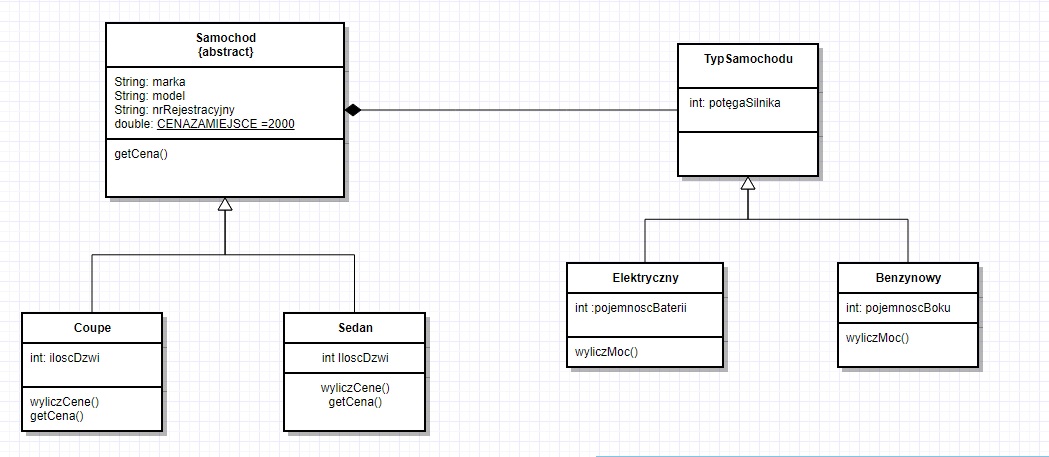 Samochod
{abstract}
String: marka
String: model
String: nrRejestracyjny
double: CENAZAMIEJSCE =2000
getCena()
TypSamochodu
int: potęgaSilnika
Coupe
int: iloscDzwi
wyliczCene()
getCena()
Sedan
int IloscDzwi
wyliczCene()
getCena()
Elektryczny
int :pojemnoscBaterii
wyliczMoc()
Benzynowy
int: pojemnoscBoku
wyliczMoc()